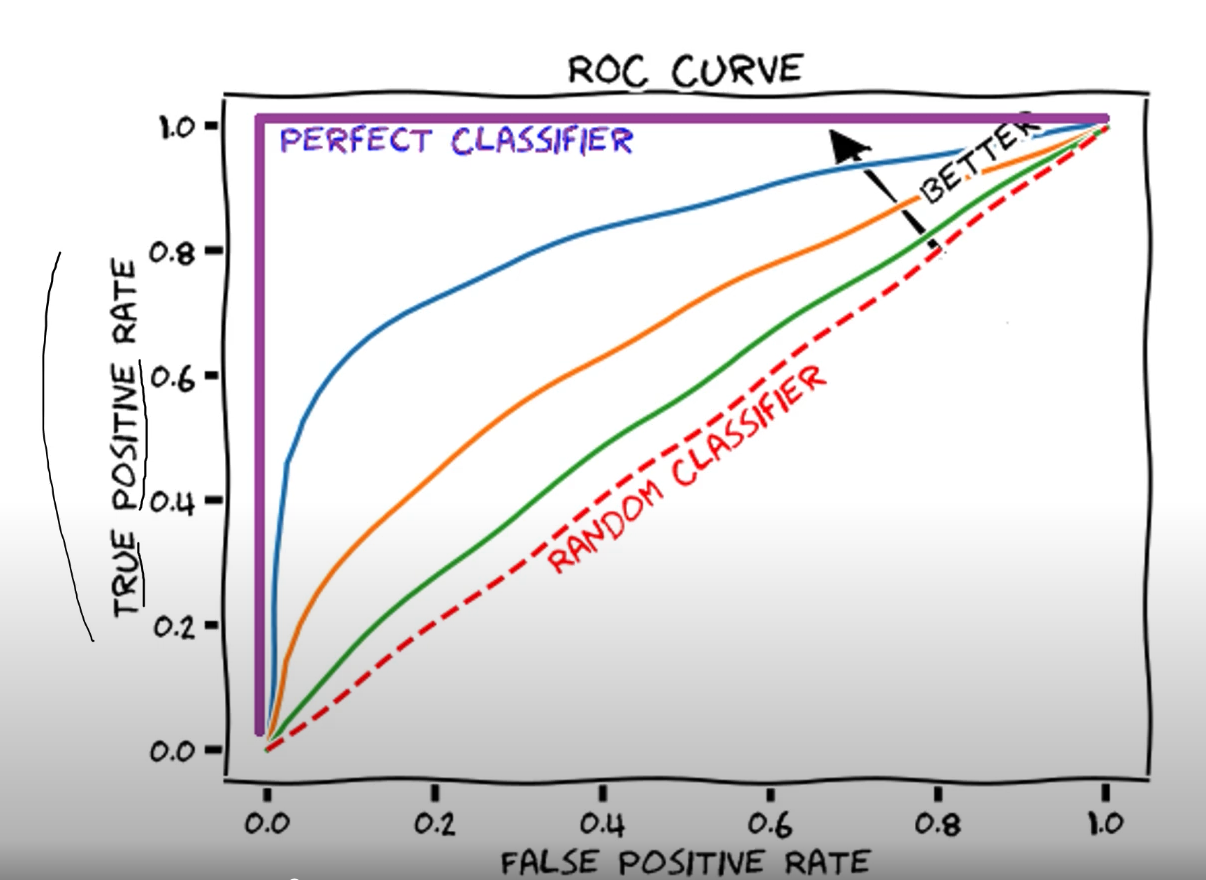 ROC CURVE
1.0
PERFECT CLASSIFIER
BETTER
0.8
TRUE POSITIVE RATE
0.6
RANDOM CLASSIFIER
0.4
0.2
0.0
0.0 0.2 0.4 0.6 0.8 1.0
FALSE POSITIVE RATE